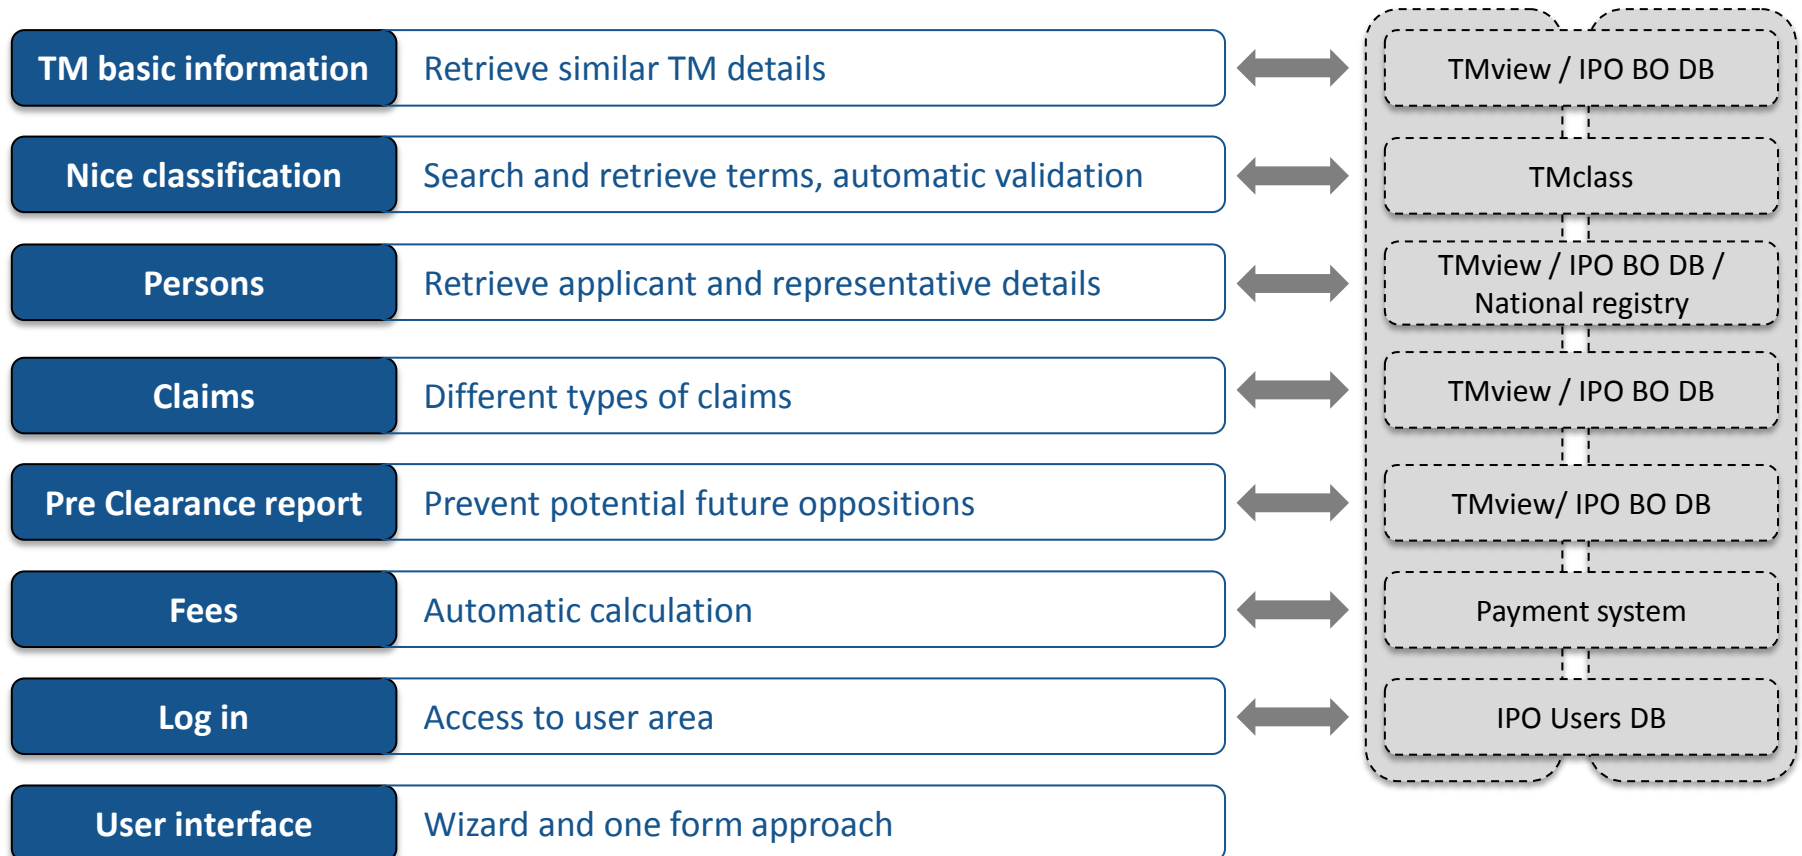 TM basic information
Retrieve similar TM details
TMview / IPO BO DB
Nice classification
Search and retrieve terms, automatic validation
TMclass
Persons
Retrieve applicant and representative details
TMview / IPO BO DB /
National registry
Claims
Different types of claims
TMview / IPO BO DB
Pre Clearance report
Prevent potential future oppositions
TMview/ IPO BO DB
Fees
Automatic calculation
Payment system
Log in
Access to user area
IPO Users DB
User interface
Wizard and one form approach